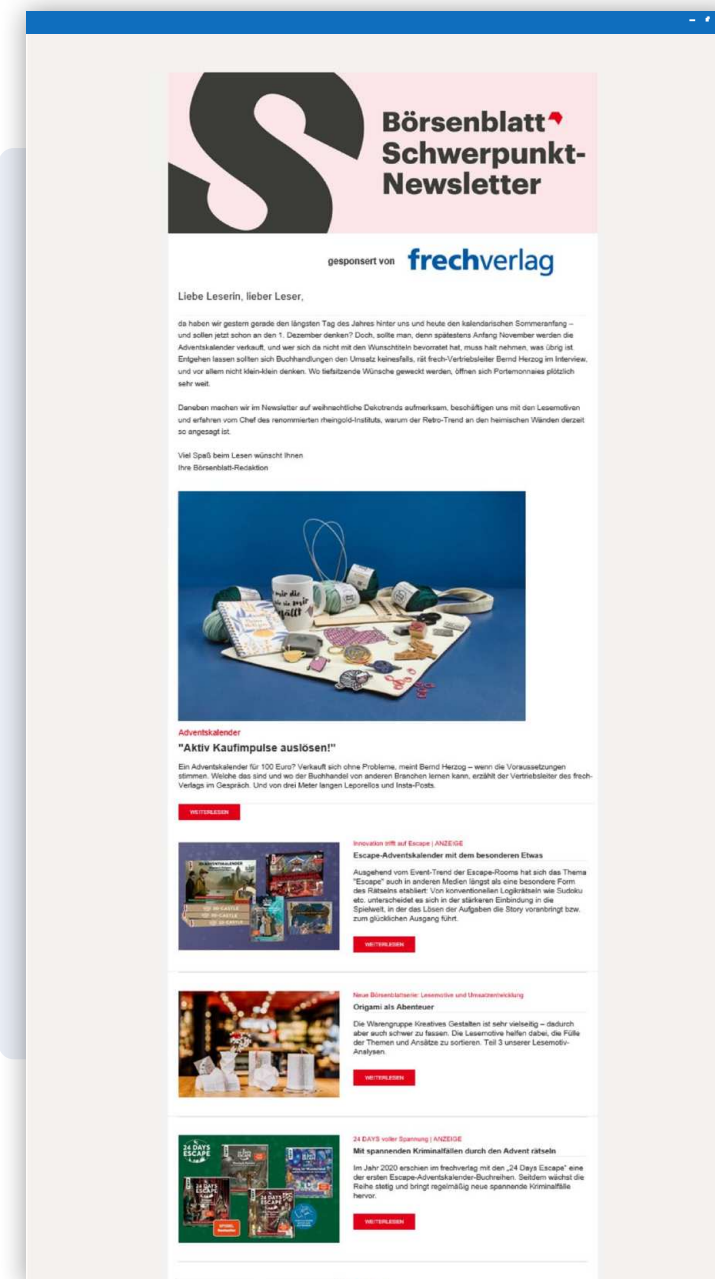 Börsenblatt
Schwerpunkt-
Newsletter
gesponsert von frechverlag
Liebe Leserin, lieber Leser,
da haben wir gestern gerade den längsten Tag des Jahres hinter uns und heute den kalendarischen Sommeranfang –
und sollen jetzt schon an den 1. Dezember denken? Doch, sollte man, denn spätestens Anfang November werden die
Adventskalender verkauft, und wer sich da nicht mit den Wunschtiteln bevorratet hat, muss halt nehmen, was übrig ist.
Entgehen lassen sollten sich Buchhandlungen den Umsatz keinesfalls, rät frech-Vertriebsleiter Bernd Herzog im Interview,
und vor allem nicht klein-klein denken. Wo tiefsitzende Wünsche geweckt werden, öffnen sich Portemonnaies plötzlich
sehr weit.
Daneben machen wir im Newsletter auf weihnachtliche Dekotrends aufmerksam, beschäftigen uns mit den Lesemotiven
und erfahren vom Chef des renommierten rheingold-Instituts, warum der Retro-Trend an den heimischen Wänden derzeit
so angesagt ist.
Viel Spaß beim Lesen wünscht Ihnen
Ihre Börsenblatt-Redaktion
Adventskalender
"Aktiv Kaufimpulse auslösen!"
Ein Adventskalender für 100 Euro? Verkauft sich ohne Probleme, meint Bernd Herzog – wenn die Voraussetzungen
stimmen. Welche das sind und wo der Buchhandel von anderen Branchen lernen kann, erzählt der Vertriebsleiter des frech-
Verlags im Gespräch. Und von drei Meter langen Leporellos und Insta-Posts.
WEITERLESEN
Innovation trifft auf Escape | ANZEIGE
Escape-Adventskalender mit dem besonderen Etwas
Ausgehend vom Event-Trend der Escape-Rooms hat sich das Thema
"Escape" auch in anderen Medien längst als eine besondere Form
des Rätselns etabliert: Von konventionellen Logikrätseln wie Sudoku
etc. unterscheidet es sich in der stärkeren Einbindung in die
Spielwelt, in der das Lösen der Aufgaben die Story voranbringt bzw.
zum glücklichen Ausgang führt.
WEITERLESEN
Neue Börsenblattserie: Lesemotive und Umsatzentwicklung
Origami als Abenteuer
Die Warengruppe Kreatives Gestalten ist sehr vielseitig – dadurch
aber auch schwer zu fassen. Die Lesemotive helfen dabei, die Fülle
der Themen und Ansätze zu sortieren. Teil 3 unserer Lesemotiv-
Analysen.
WEITERLESEN
24 DAYS
ESCAPE
24 DAYS voller Spannung | ANZEIGE
Mit spannenden Kriminalfällen durch den Advent rätseln
Im Jahr 2020 erschien im frechverlag mit den „24 Days Escape" eine
der ersten Escape-Adventskalender-Buchreihen. Seitdem wächst die
Reihe stetig und bringt regelmäßig neue spannende Kriminalfälle
hervor.
WEITERLESEN